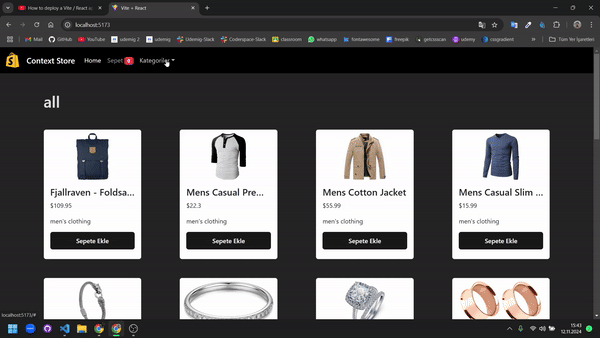 How to deploy a Vite / React a
Vite + React
localhost:5173
Mail
GitHub
YouTube
udemig 2
udemig
Udemig-Slack
Codespace-Slack
classroom
whatsapp
fontawesome
freepik
getcssscan
udemy
cssgradient
Tüm Yer İşaretleri
Context Store
Home
Sepet 0
Kategoriler
all
Fjallraven - Foldsa...
$109.95
men's clothing
Sepete Ekle
Mens Casual Pre...
$22.3
men's clothing
Sepete Ekle
Mens Cotton Jacket
$55.99
men's clothing
Sepete Ekle
Mens Casual Slim ...
$15.99
men's clothing
Sepete Ekle
localhost:5173/#
15:43
12.11.2024